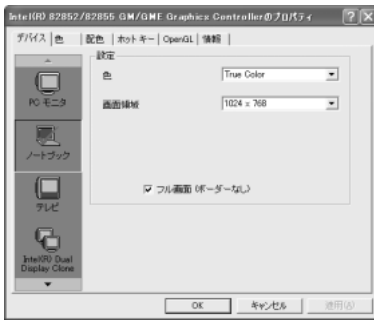 Intel(R) 82852/82855 GM/GME Graphics Controllerのプロパティ
デバイス 色 配色 ホット キー OpenGL 情報
設定
色 True Color
画面領域 1024 x 768
PC モニタ
ノートブック
テレビ
Intel(R) Dual Display Clone
フル画面 (ボーダーなし)
OK キャンセル 適用(A)